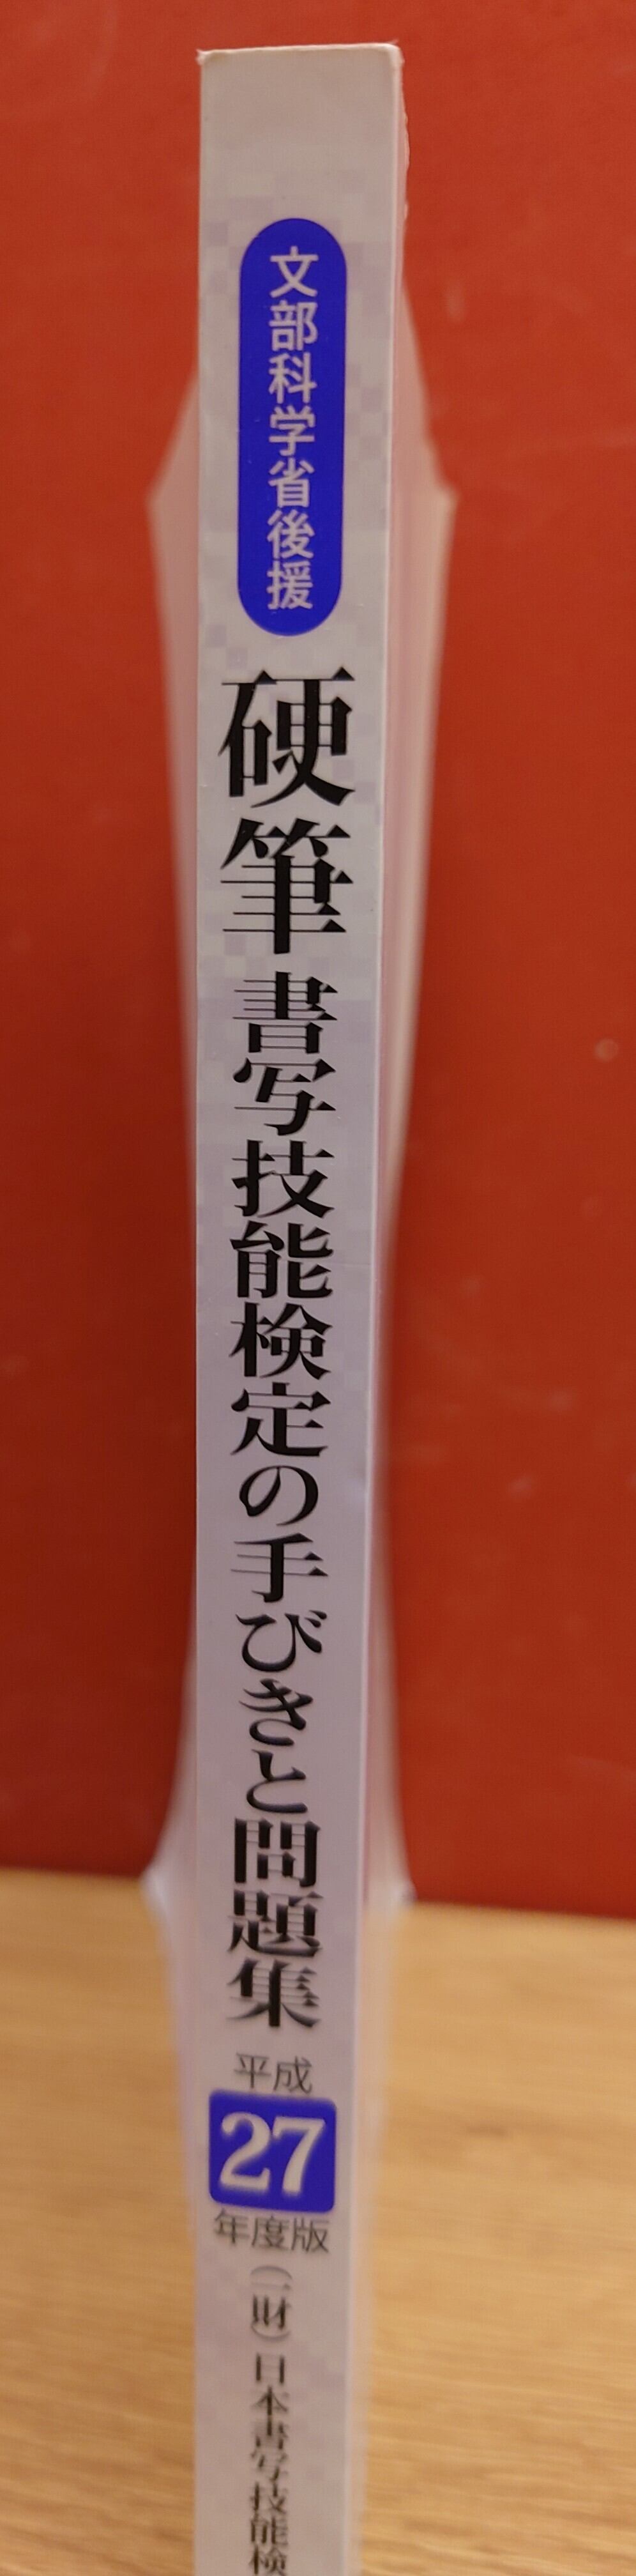 文部科学省後援
硬筆書写技能検定の手びきと問題集
平成
27
年度版
(一財)日本書写技能検